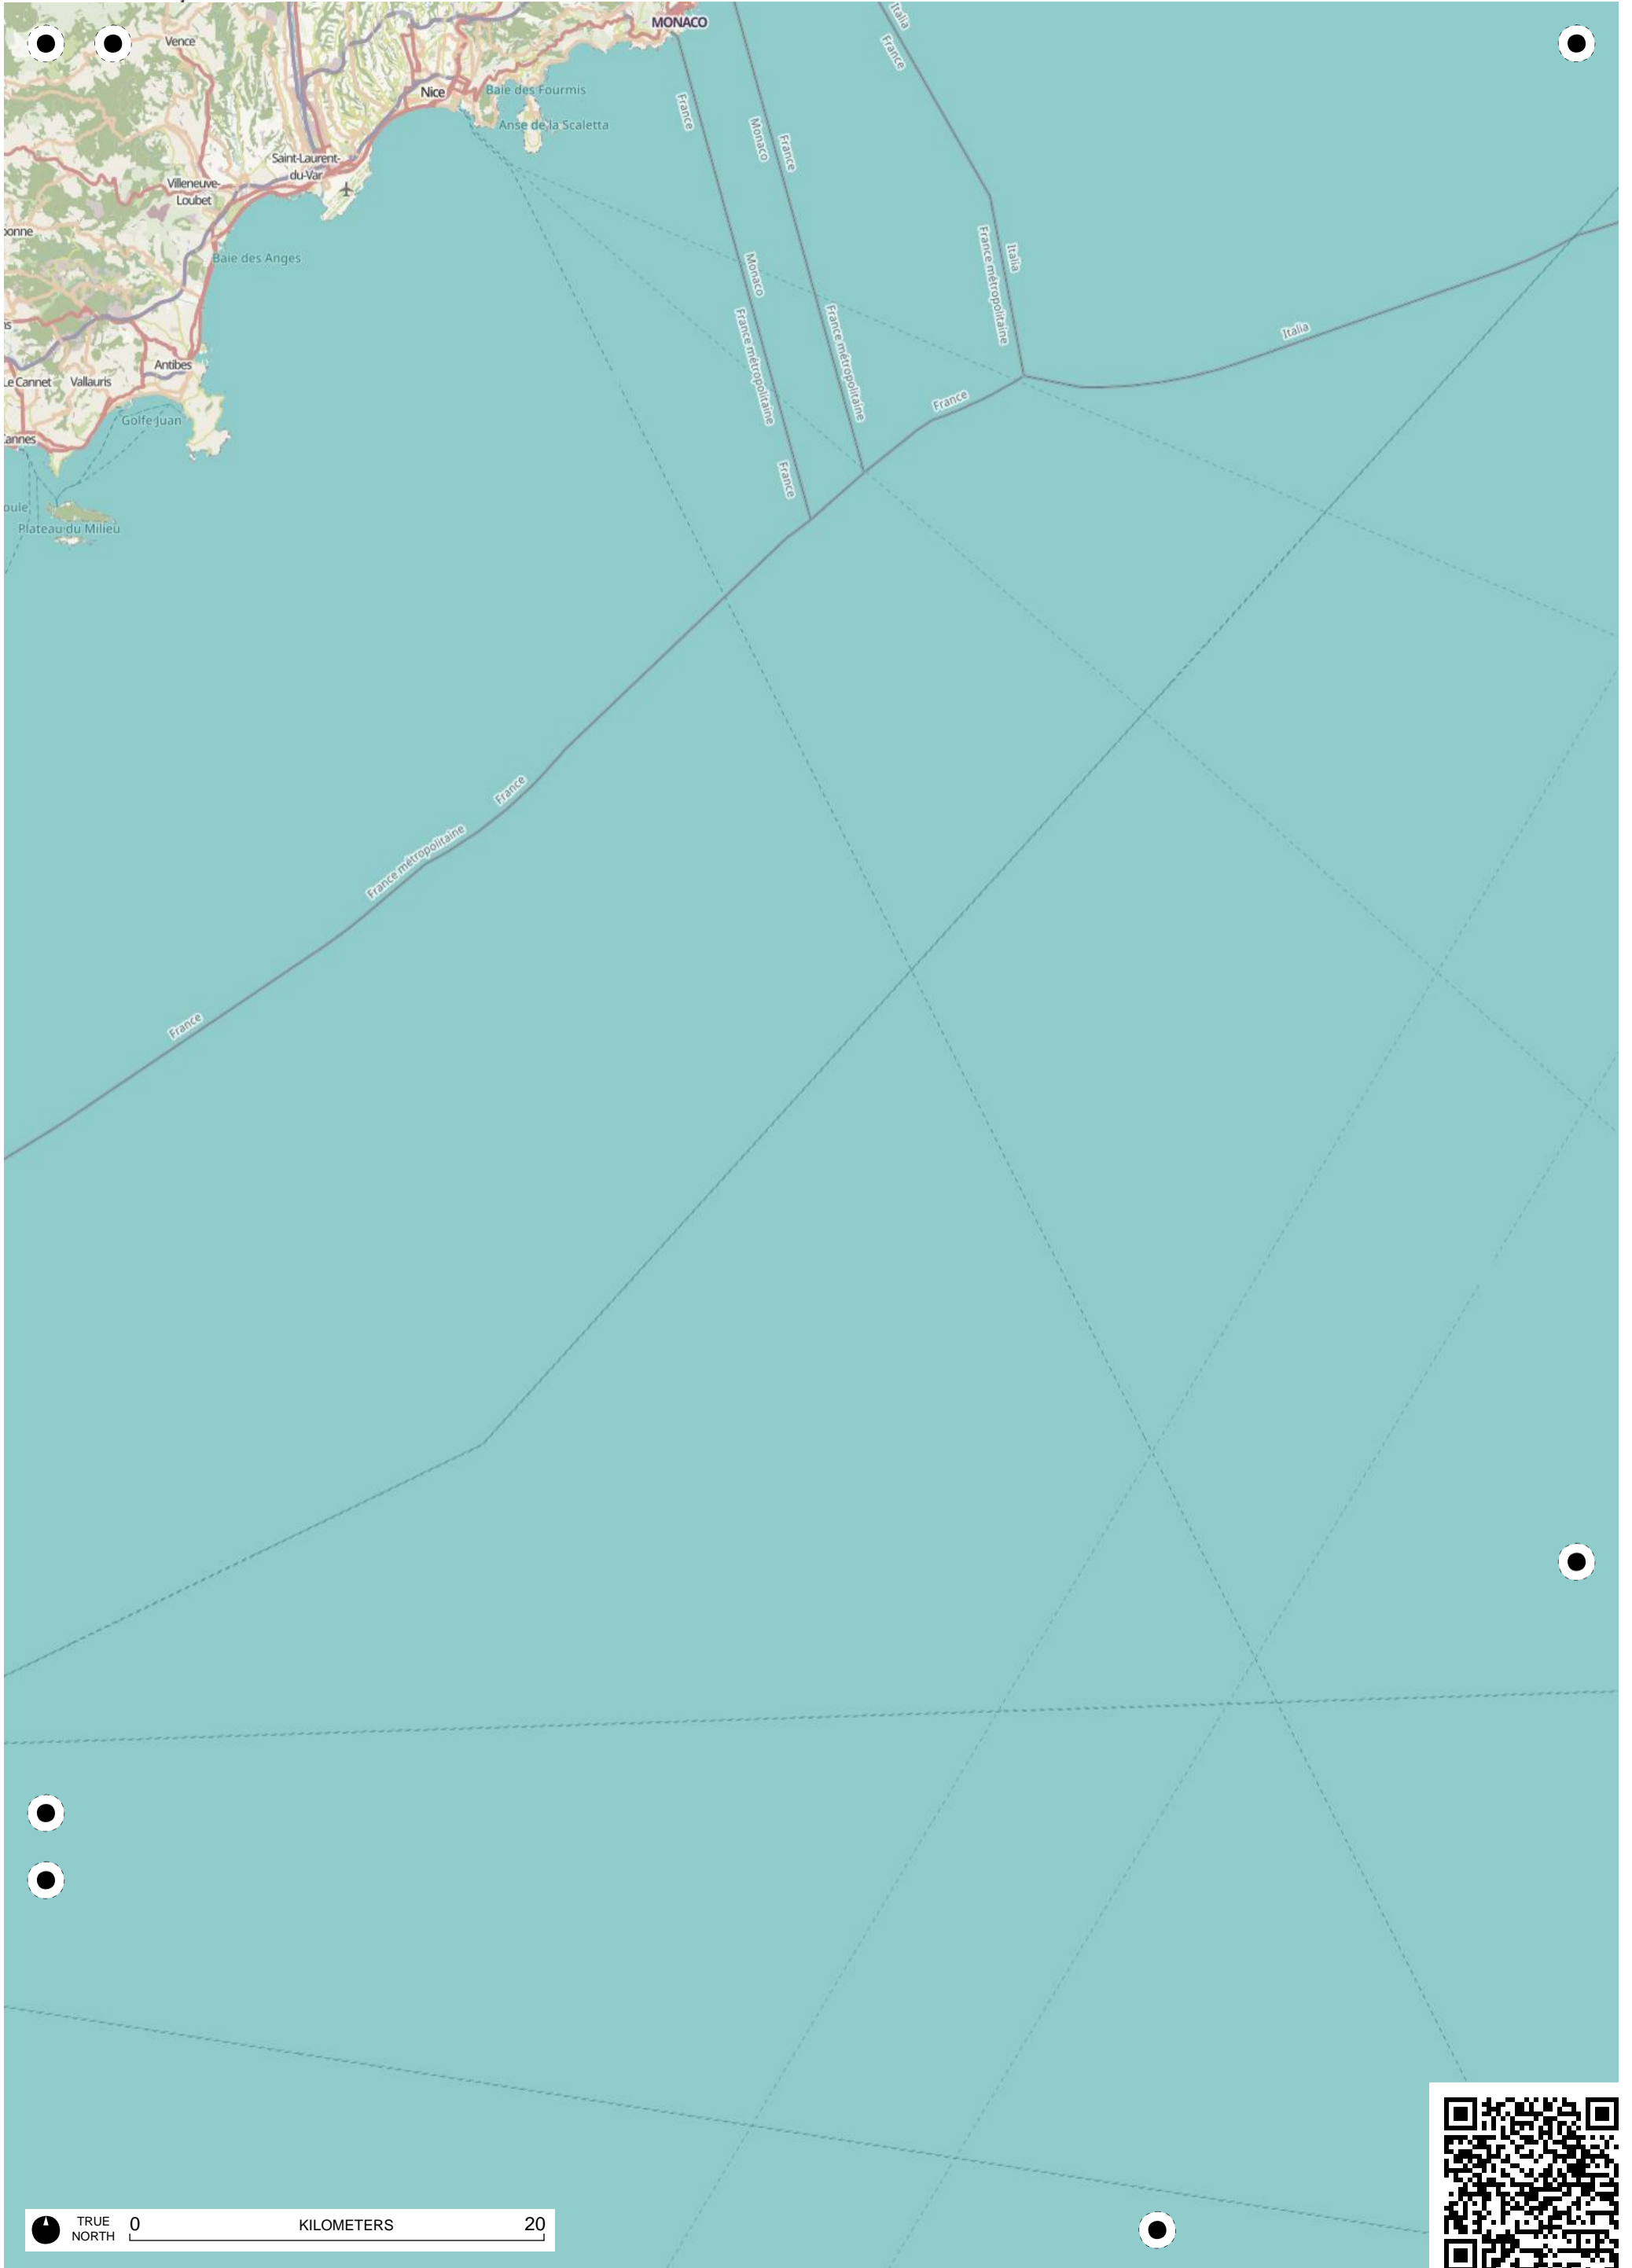 Vence
MONACO
Italia
France
Nice
Baie des Fourmis
Anse de la Scaletta
France
Monaco
France
Saint-Laurent-
du-Var
Villeneuve-
Loubet
Baie des Anges
Monaco
France métropolitaine
Italia
France métropolitaine
France métropolitaine
Italia
Antibes
Le Cannet
Vallauris
France
Golfe Juan
France
Plateau du Milieu
France
France métropolitaine
France
TRUE
NORTH
0
KILOMETERS
20